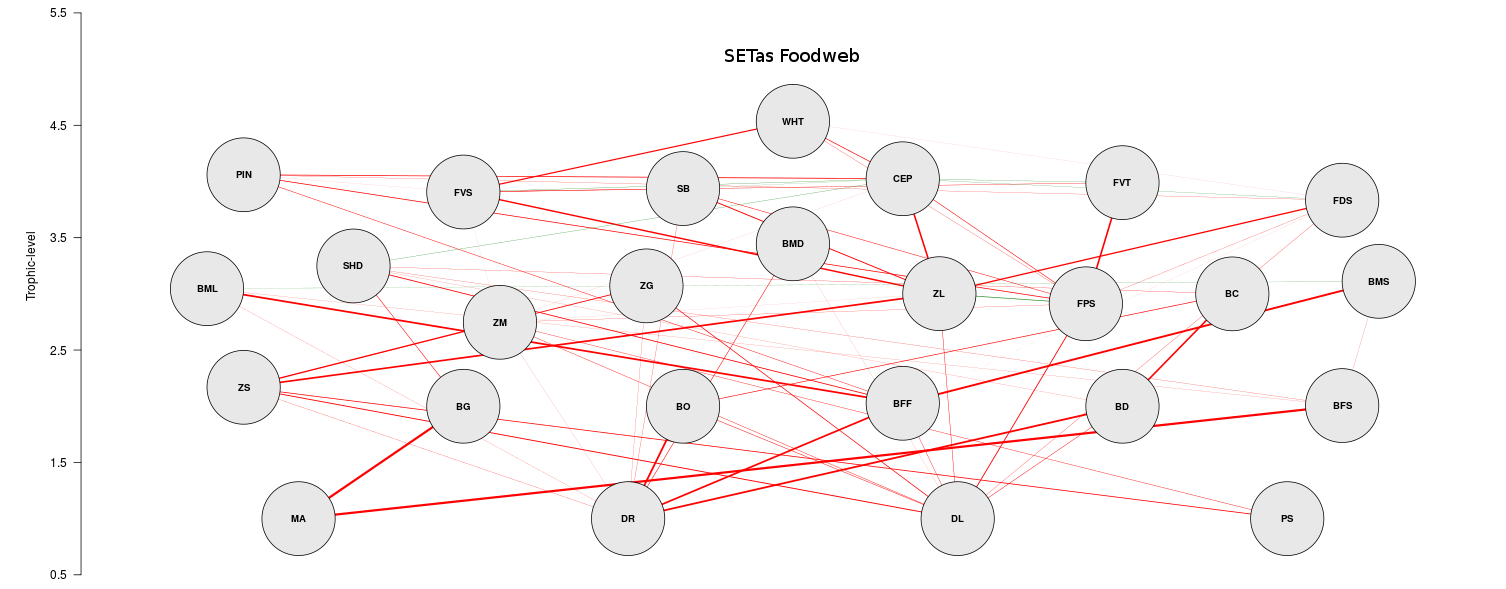 5.5
SETas Foodweb
WHT
4.5
PIN
FVS
SB
CEP
FVT
FDS
3.5
Trophic-level
BML
SHD
ZM
ZG
BMD
ZL
FPS
BC
BMS
2.5
ZS
BG
BO
BFF
BD
BFS
1.5
MA
DR
DL
PS
0.5